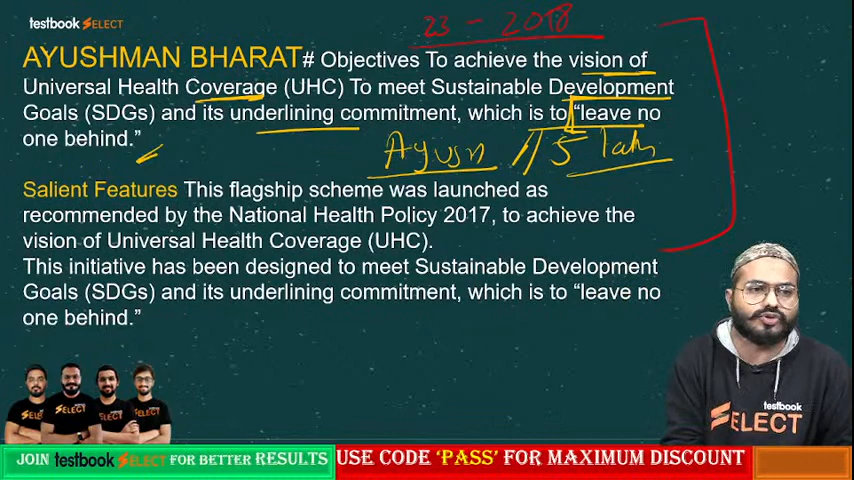 testbook SELECT
23 - 2018
AYUSHMAN BHARAT# Objectives To achieve the vision of
Universal Health Coverage (UHC) To meet Sustainable Development
Goals (SDGs) and its underlining commitment, which is to “leave no
one behind.”
5 lakh
Salient Features This flagship scheme was launched as
recommended by the National Health Policy 2017, to achieve the
vision of Universal Health Coverage (UHC).
This initiative has been designed to meet Sustainable Development
Goals (SDGs) and its underlining commitment, which is to “leave no
one behind.”
testbook
SELECT
SELECT
SELECT
SELECT
SELECT
JOIN testbook SELECT FOR BETTER RESULTS
USE CODE ‘PASS’ FOR MAXIMUM DISCOUNT